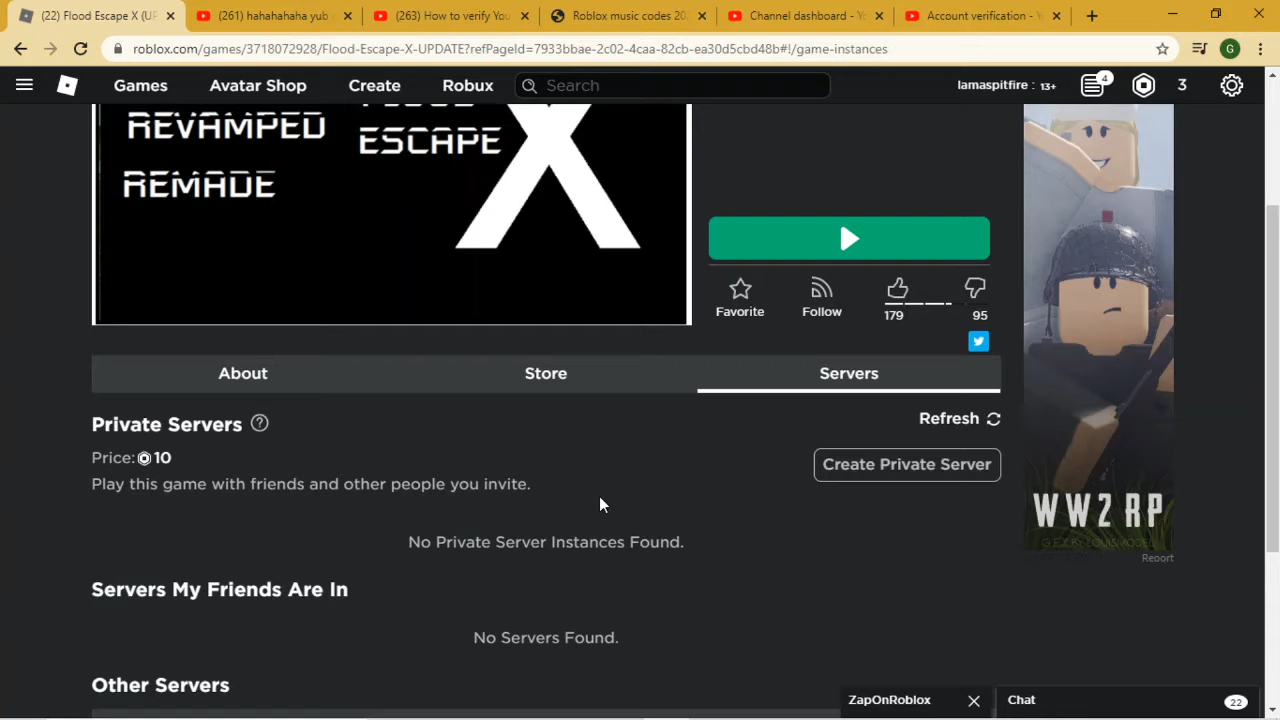 (22) Flood Escape X (UP
(261) hahahahaha yub
(263) How to verify You
Roblox music codes 202
Channel dashboard - Yo
Account verification -
roblox.com/games/3718072928/Flood-Escape-X-UPDATE?refPageId=7933bbae-2c02-4caa-82cb-ea30d5cbd48b#!/game-instances
G
Games
Avatar Shop
Create
Robux
Search
lamaspitfire : 13+
4
3
REVAMPED
ESCAPE
X
REMADE
Favorite
Follow
179
95
About
Store
Servers
Private Servers
Refresh
Price: 10
Create Private Server
Play this game with friends and other people you invite.
No Private Server Instances Found.
WW2 RP
Report
Servers My Friends Are In
No Servers Found.
Other Servers
ZapOnRoblox
Chat
22